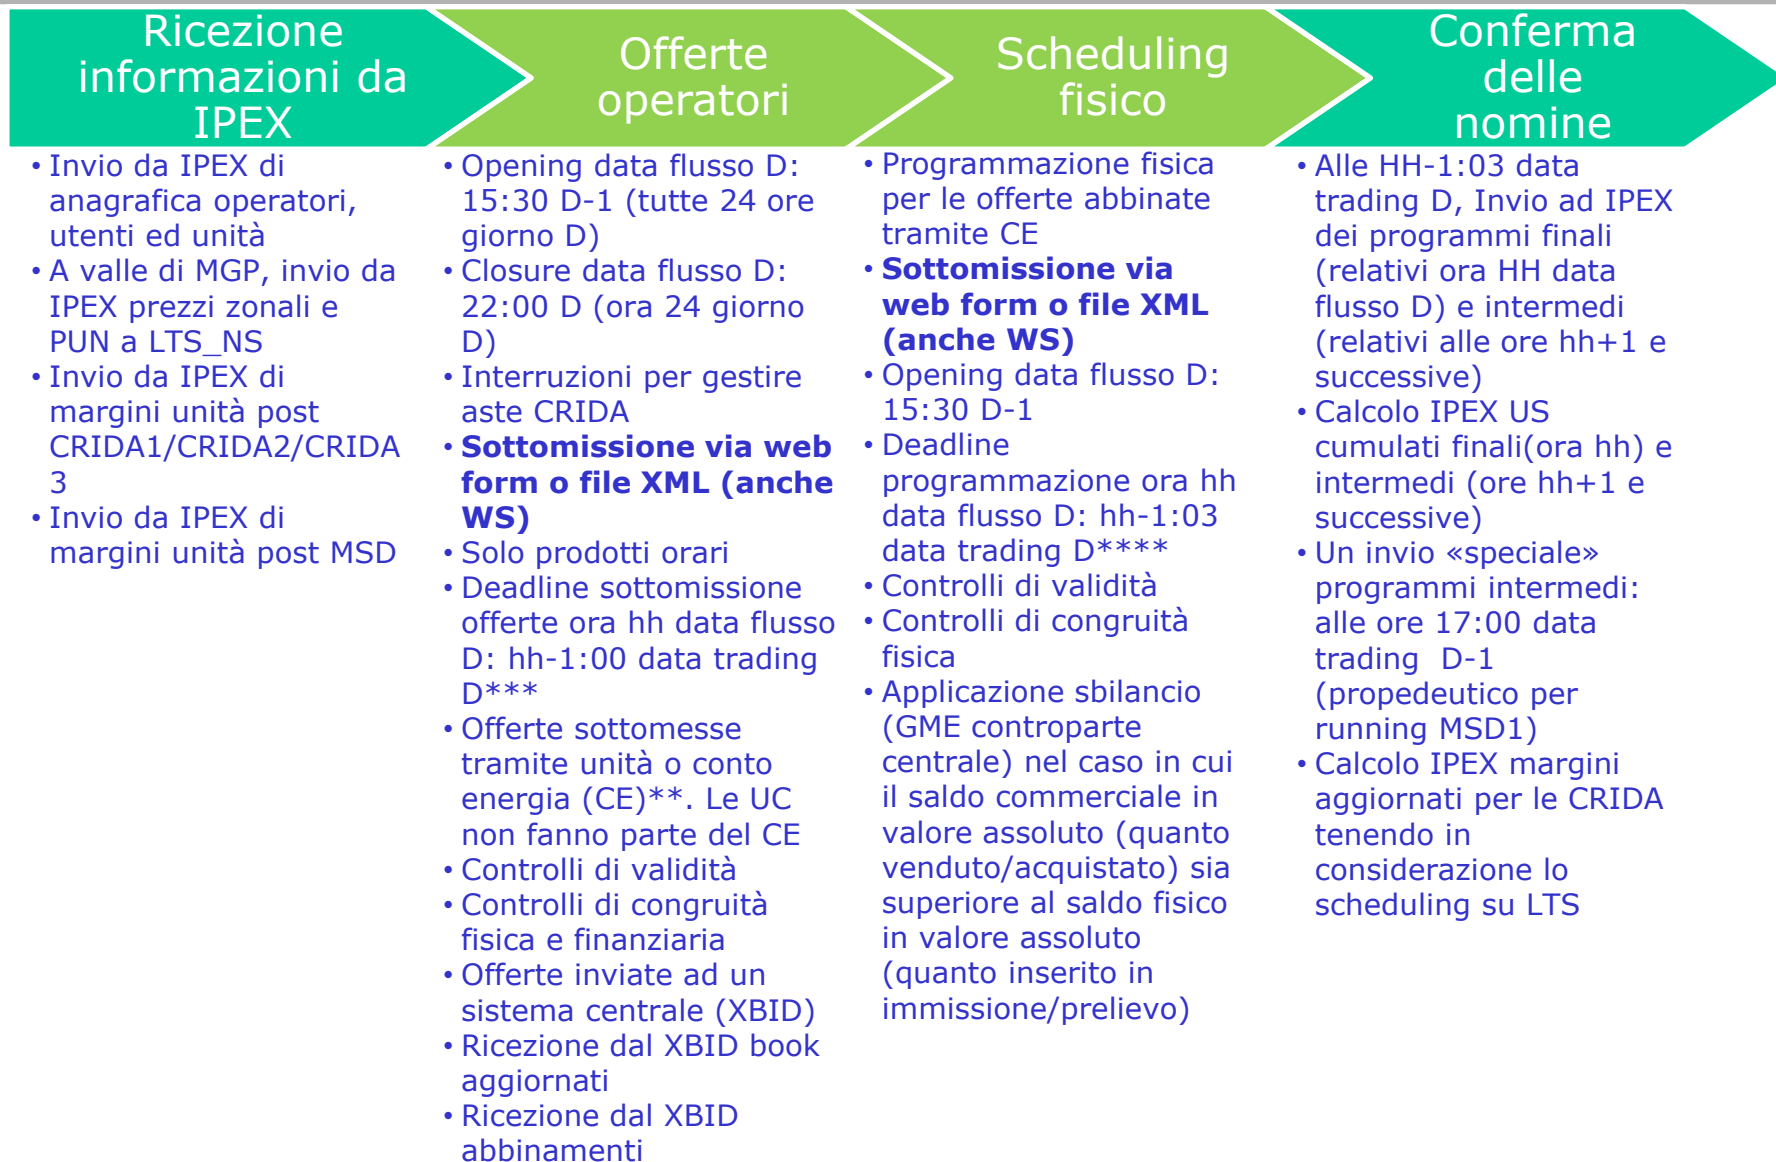 Ricezione
informazioni da
IPEX
• Invio da IPEX di
anagrafica operatori,
utenti ed unità
• A valle di MGP, invio da
IPEX prezzi zonali e
PUN a LTS_NS
• Invio da IPEX di
margini unità post
CRIDA1/CRIDA2/CRIDA
3
• Invio da IPEX di
margini unità post MSD
Offerte
operatori
• Opening data flusso D:
15:30 D-1 (tutte 24 ore
giorno D)
• Closure data flusso D:
22:00 D (ora 24 giorno
D)
• Interruzioni per gestire
aste CRIDA
• Sottomissione via web
form o file XML (anche
WS)
• Solo prodotti orari
• Deadline sottomissione
offerte ora hh data flusso
D: hh-1:00 data trading
D***
• Offerte sottomesse
tramite unità o conto
energia (CE)**. Le UC
non fanno parte del CE
• Controlli di validità
• Controlli di congruità
fisica e finanziaria
• Offerte inviate ad un
sistema centrale (XBID)
• Ricezione dal XBID book
aggiornati
• Ricezione dal XBID
abbinamenti
Scheduling
fisico
• Programmazione fisica
per le offerte abbinate
tramite CE
• Sottomissione via
web form o file XML
(anche WS)
• Opening data flusso D:
15:30 D-1
• Deadline
programmazione ora hh
data flusso D: hh-1:03
data trading D****
• Controlli di validità
• Controlli di congruità
fisica
• Applicazione sbilancio
(GME controparte
centrale) nel caso in cui
il saldo commerciale in
valore assoluto (quanto
venduto/acquistato) sia
superiore al saldo fisico
in valore assoluto
(quanto inserito in
immissione/prelievo)
Conferma
delle
nomine
• Alle HH-1:03 data
trading D, Invio ad IPEX
dei programmi finali
(relativi ora HH data
flusso D) e intermedi
(relativi alle ore hh+1 e
successive)
• Calcolo IPEX US
cumulati finali(ora hh) e
intermedi (ore hh+1 e
successive)
• Un invio «speciale»
programmi intermedi:
alle ore 17:00 data
trading  D-1
(propedeutico per
running MSD1)
• Calcolo IPEX margini
aggiornati per le CRIDA
tenendo in
considerazione lo
scheduling su LTS